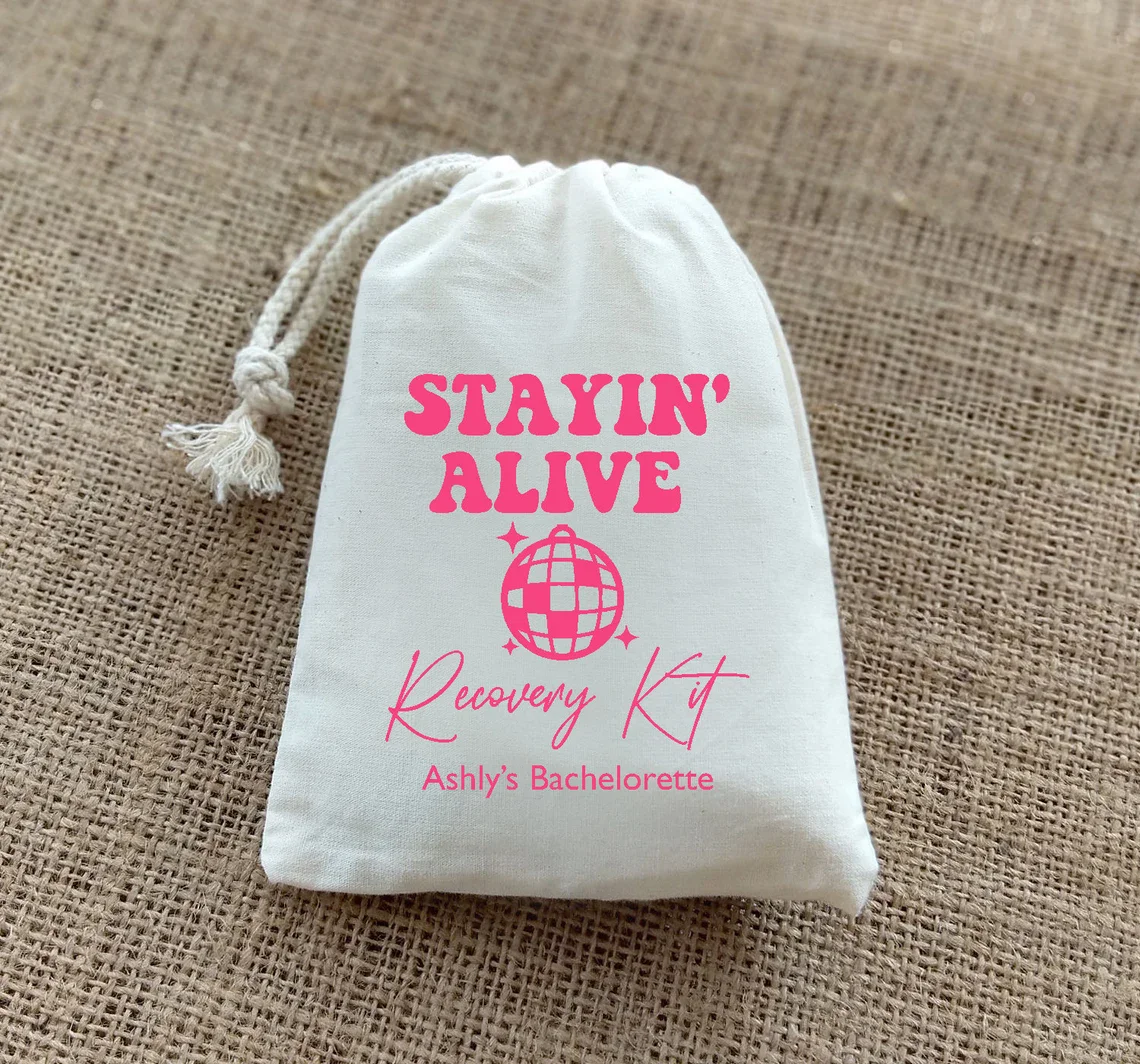 STAYIN’
ALIVE
Recovery Kit
Ashly’s Bachelorette